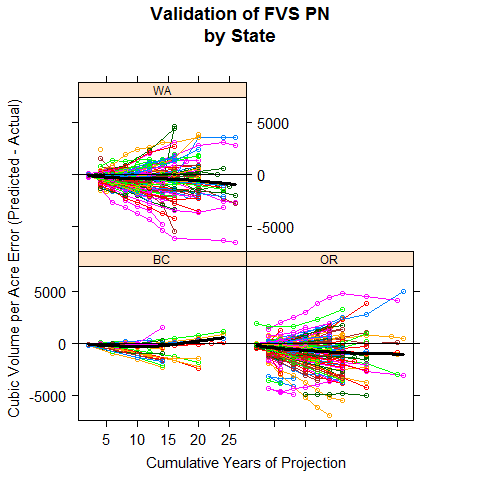 Validation of FVS PN
by State
WA
5000
0
-5000
BC
OR
5000
0
-5000
5 10 15 20 25
Cumulative Years of Projection
Cubic Volume per Acre Error (Predicted - Actual)